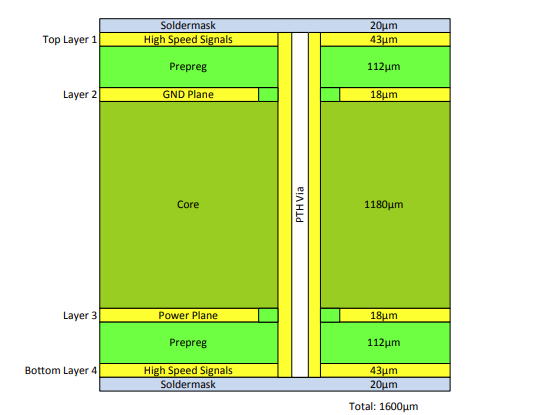 Soldermask 20µm
Top Layer 1 High Speed Signals 43µm
Prepreg 112µm
Layer 2 GND Plane 18µm
Core PTH Via 1180µm
Layer 3 Power Plane 18µm
Prepreg 112µm
Bottom Layer 4 High Speed Signals 43µm
Soldermask 20µm
Total: 1600µm